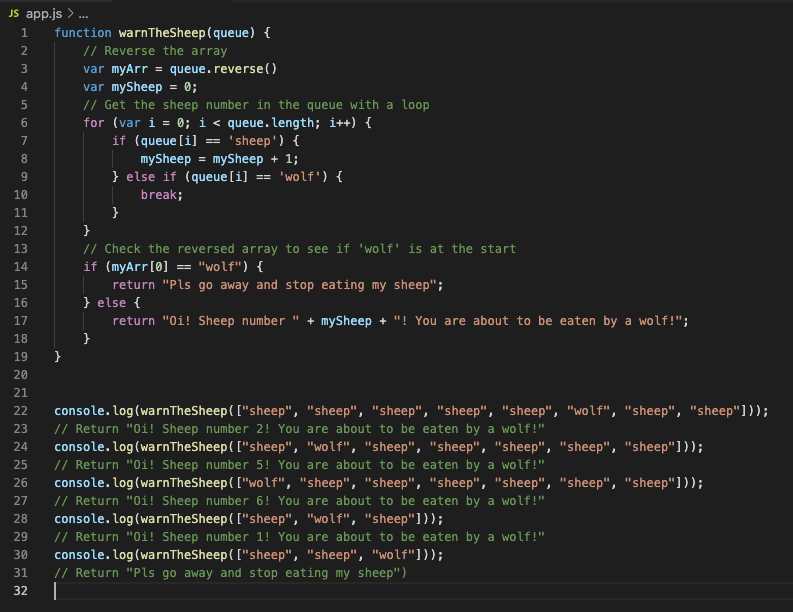 JS app.js > ...
1 function warnTheSheep(queue) {
2     // Reverse the array
3     var myArr = queue.reverse()
4     var mySheep = 0;
5     // Get the sheep number in the queue with a loop
6     for (var i = 0; i < queue.length; i++) {
7         if (queue[i] == 'sheep') {
8             mySheep = mySheep + 1;
9         } else if (queue[i] == 'wolf') {
10             break;
11         }
12     }
13     // Check the reversed array to see if 'wolf' is at the start
14     if (myArr[0] == "wolf") {
15         return "Pls go away and stop eating my sheep";
16     } else {
17         return "Oi! Sheep number " + mySheep + "! You are about to be eaten by a wolf!";
18     }
19 }
20
21
22 console.log(warnTheSheep(["sheep", "sheep", "sheep", "sheep", "sheep", "wolf", "sheep", "sheep"]));
23 // Return "Oi! Sheep number 2! You are about to be eaten by a wolf!"
24 console.log(warnTheSheep(["sheep", "wolf", "sheep", "sheep", "sheep", "sheep", "sheep"]));
25 // Return "Oi! Sheep number 5! You are about to be eaten by a wolf!"
26 console.log(warnTheSheep(["wolf", "sheep", "sheep", "sheep", "sheep", "sheep", "sheep"]));
27 // Return "Oi! Sheep number 6! You are about to be eaten by a wolf!"
28 console.log(warnTheSheep(["sheep", "wolf", "sheep"]));
29 // Return "Oi! Sheep number 1! You are about to be eaten by a wolf!"
30 console.log(warnTheSheep(["sheep", "sheep", "wolf"]));
31 // Return "Pls go away and stop eating my sheep")
32